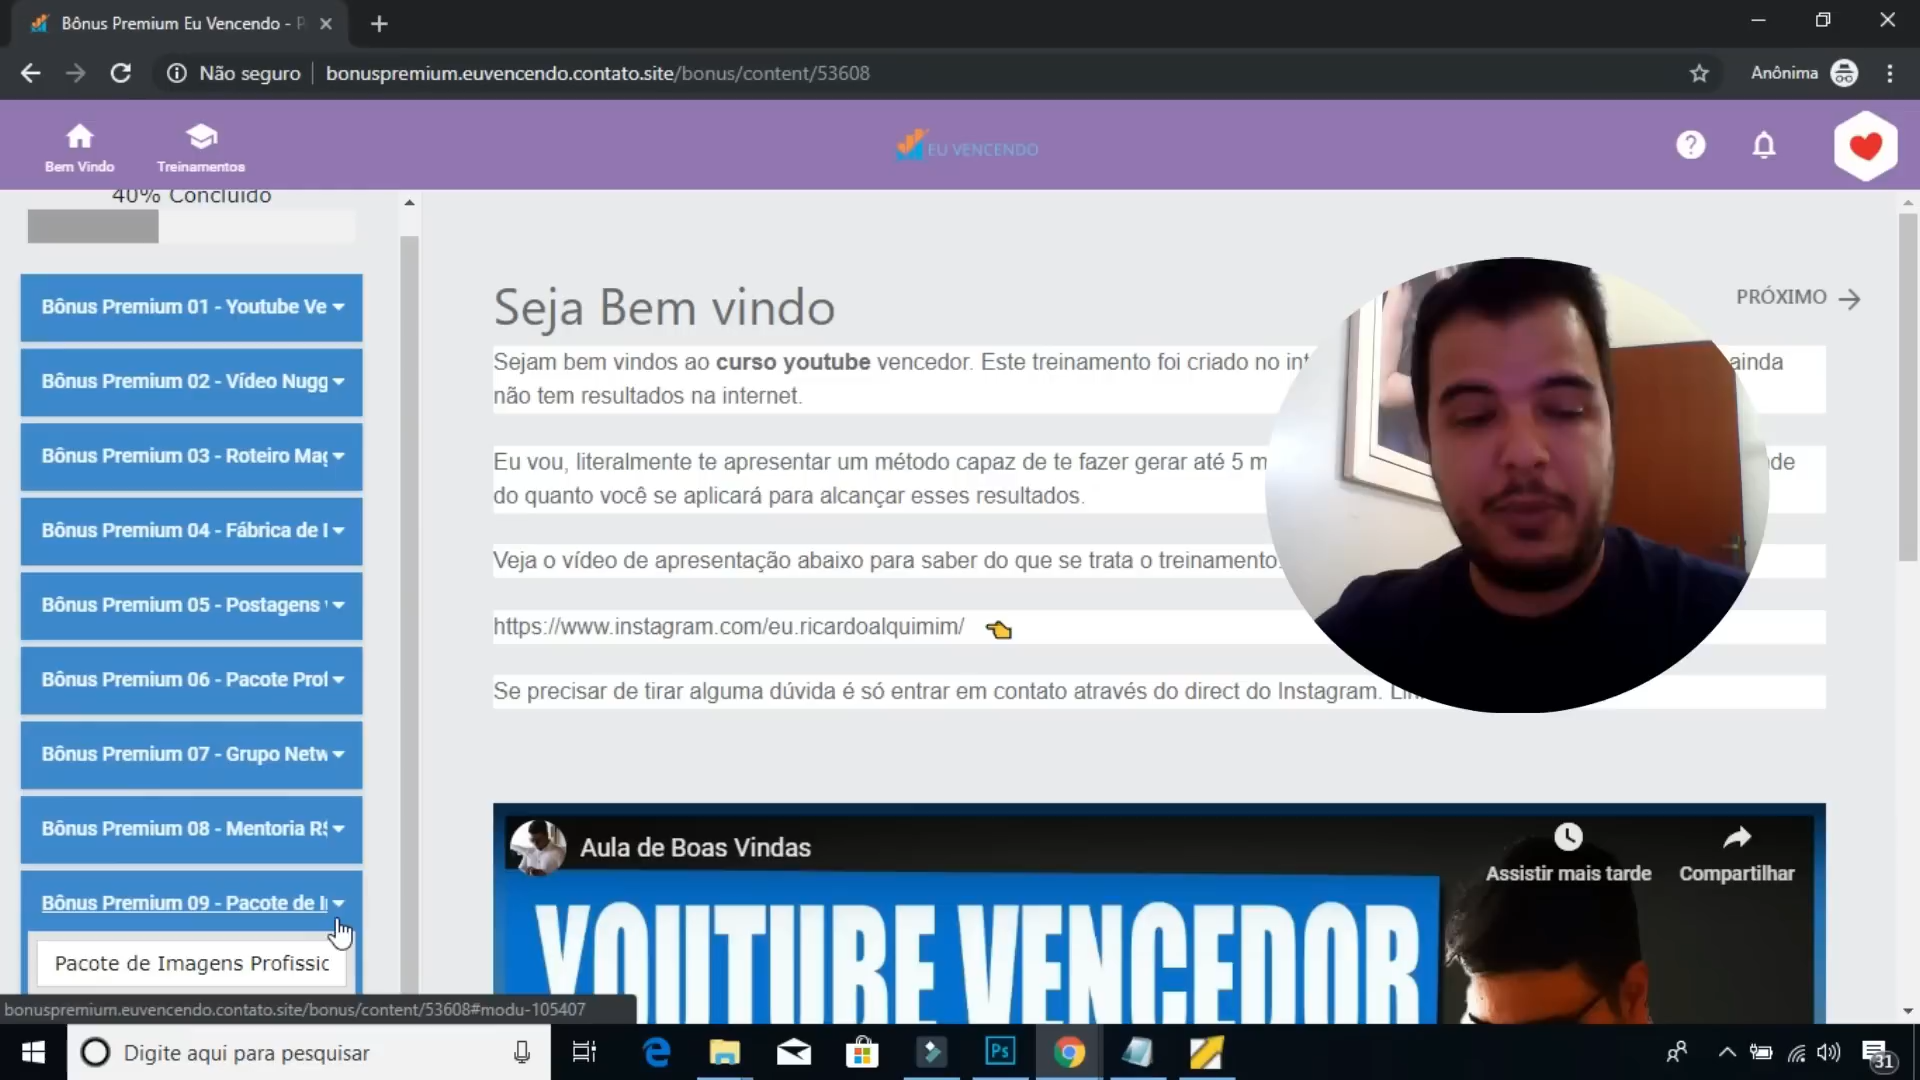 Bônus Premium Eu Vencendo - P
Não seguro
bonuspremium.euvencendo.contato.site/bonus/content/53608
Anônima
Bem Vindo
Treinamentos
EU VENCENDO
40% Concluído
Bônus Premium 01 - Youtube Ve
Bônus Premium 02 - Vídeo Nugg
Bônus Premium 03 - Roteiro Mag
Bônus Premium 04 - Fábrica de
Bônus Premium 05 - Postagens
Bônus Premium 06 - Pacote Prof
Bônus Premium 07 - Grupo Netw
Bônus Premium 08 - Mentoria R$
Bônus Premium 09 - Pacote de
Pacote de Imagens Profissic
bonuspremium.euvencendo.contato.site/bonus/content/53608#modu-105407
Seja Bem vindo
PRÓXIMO
Sejam bem vindos ao curso youtube vencedor. Este treinamento foi criado no int ainda
não tem resultados na internet.
Eu vou, literalmente te apresentar um método capaz de te fazer gerar até 5 m de
do quanto você se aplicará para alcançar esses resultados.
Veja o vídeo de apresentação abaixo para saber do que se trata o treinamento.
https://www.instagram.com/eu.ricardoalquimim/
Se precisar de tirar alguma dúvida é só entrar em contato através do direct do Instagram.
Aula de Boas Vindas
Assistir mais tarde
Compartilhar
YOUTUBE VENCEDOR
Digite aqui para pesquisar
Ps
31